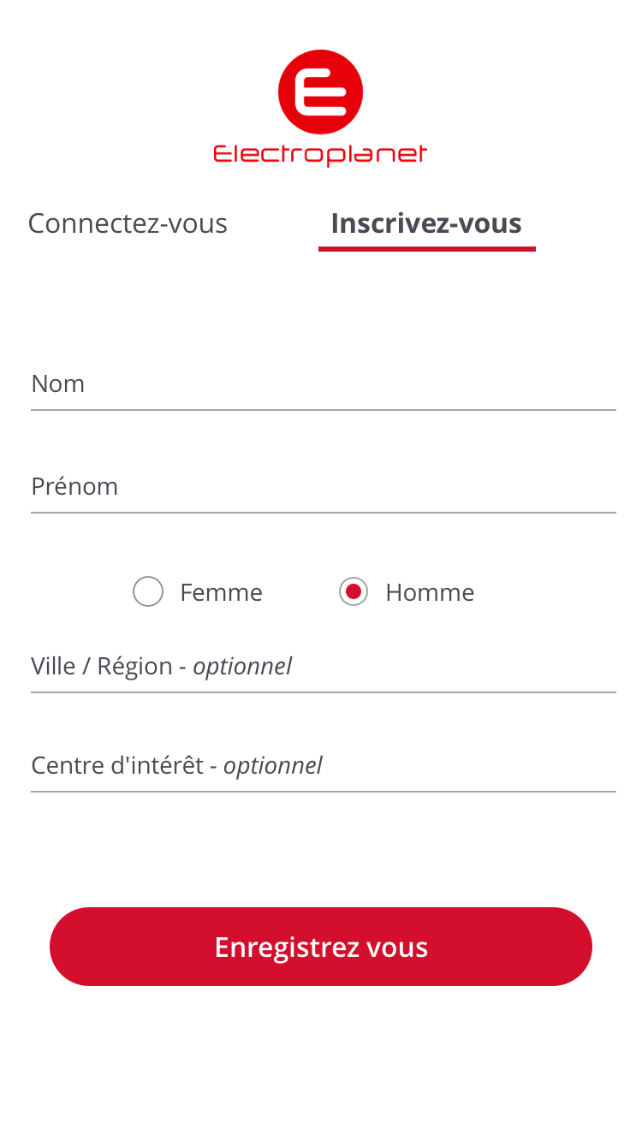 Electroplanet
Connectez-vous Inscrivez-vous
Nom
Prénom
Femme Homme
Ville / Région - optionnel
Centre d'intérêt - optionnel
Enregistrez vous